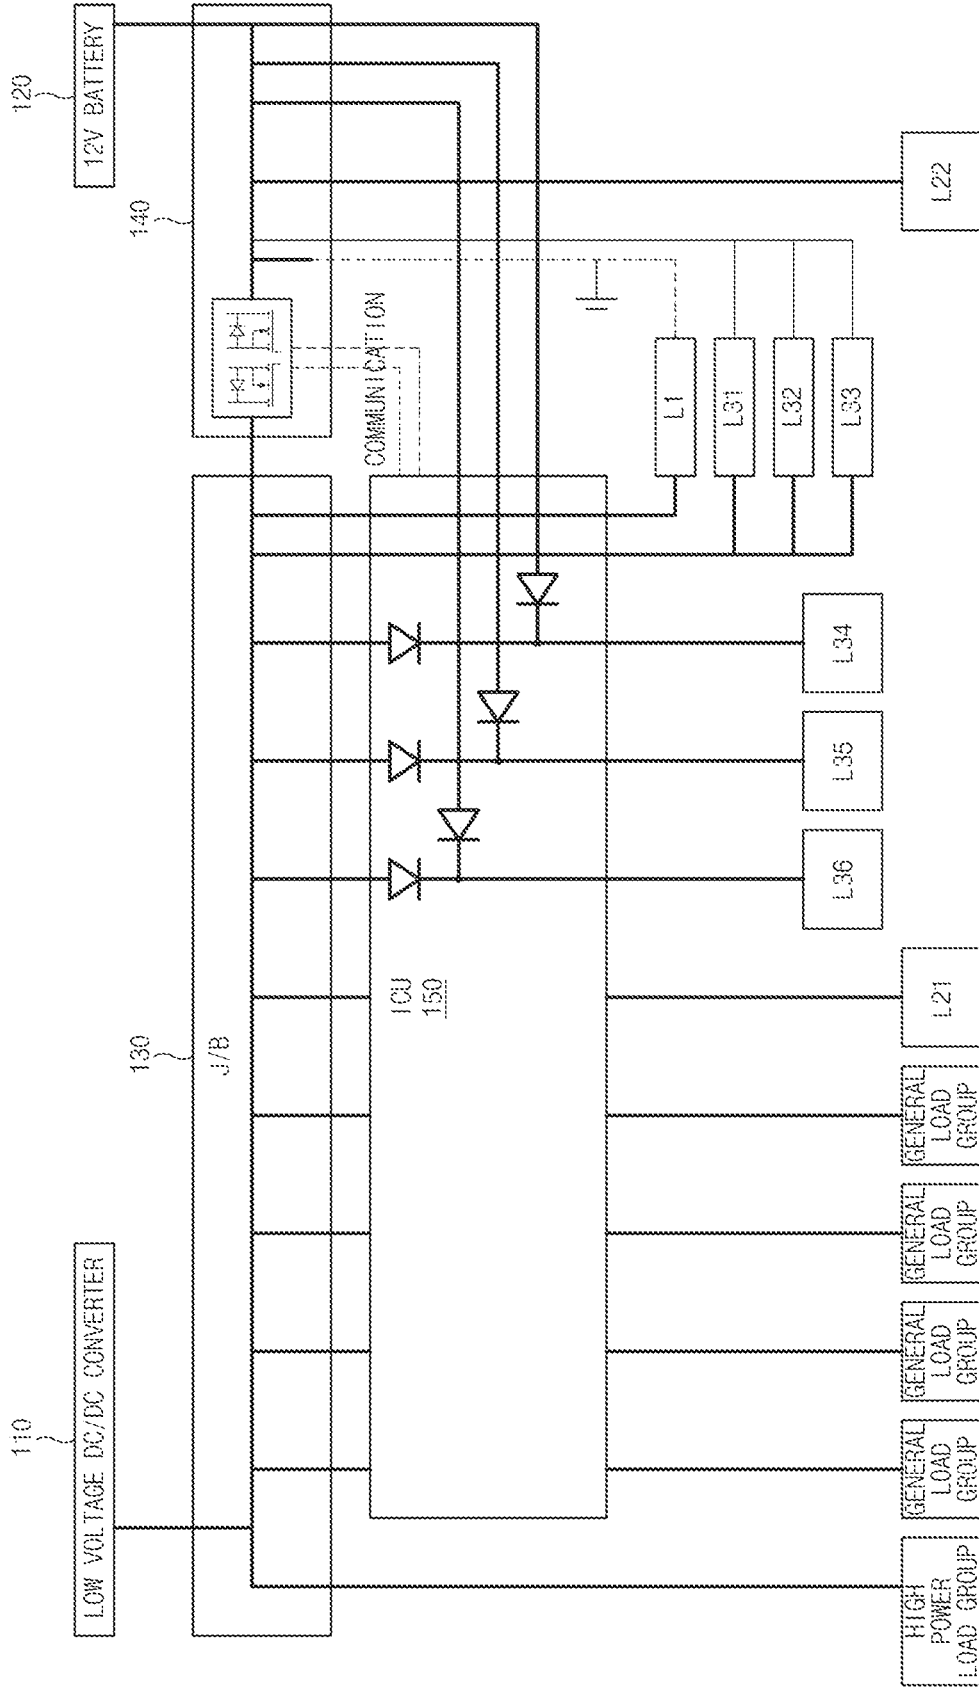 110
LOW VOLTAGE DC/DC CONVERTER
120
12V BATTERY
130
J/B
140
COMMUNICATION
ICU
150
HIGH
POWER
LOAD GROUP
GENERAL
LOAD
GROUP
GENERAL
LOAD
GROUP
GENERAL
LOAD
GROUP
GENERAL
LOAD
GROUP
L21
L36
L35
L34
L1
L31
L32
L33
L22